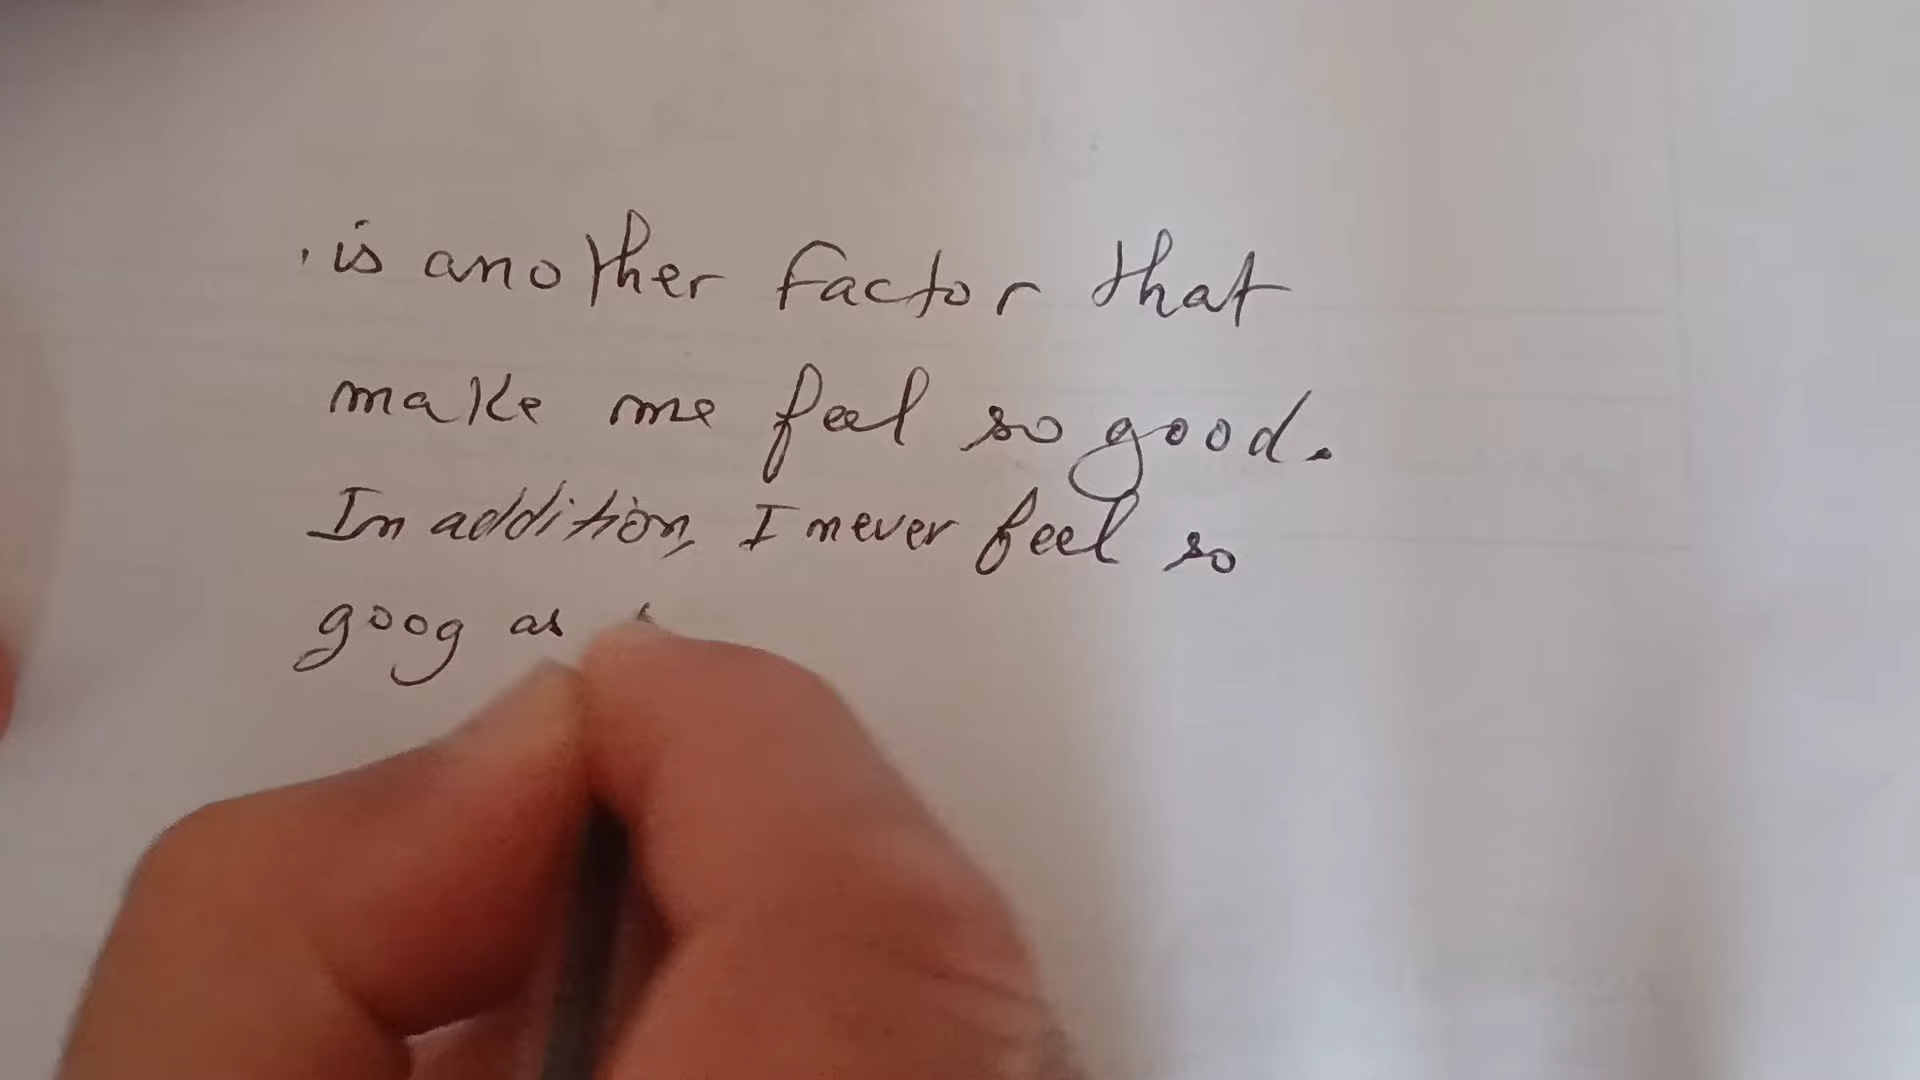 is another factor that
make me feel so good.
In addition, I never feel so
goog as